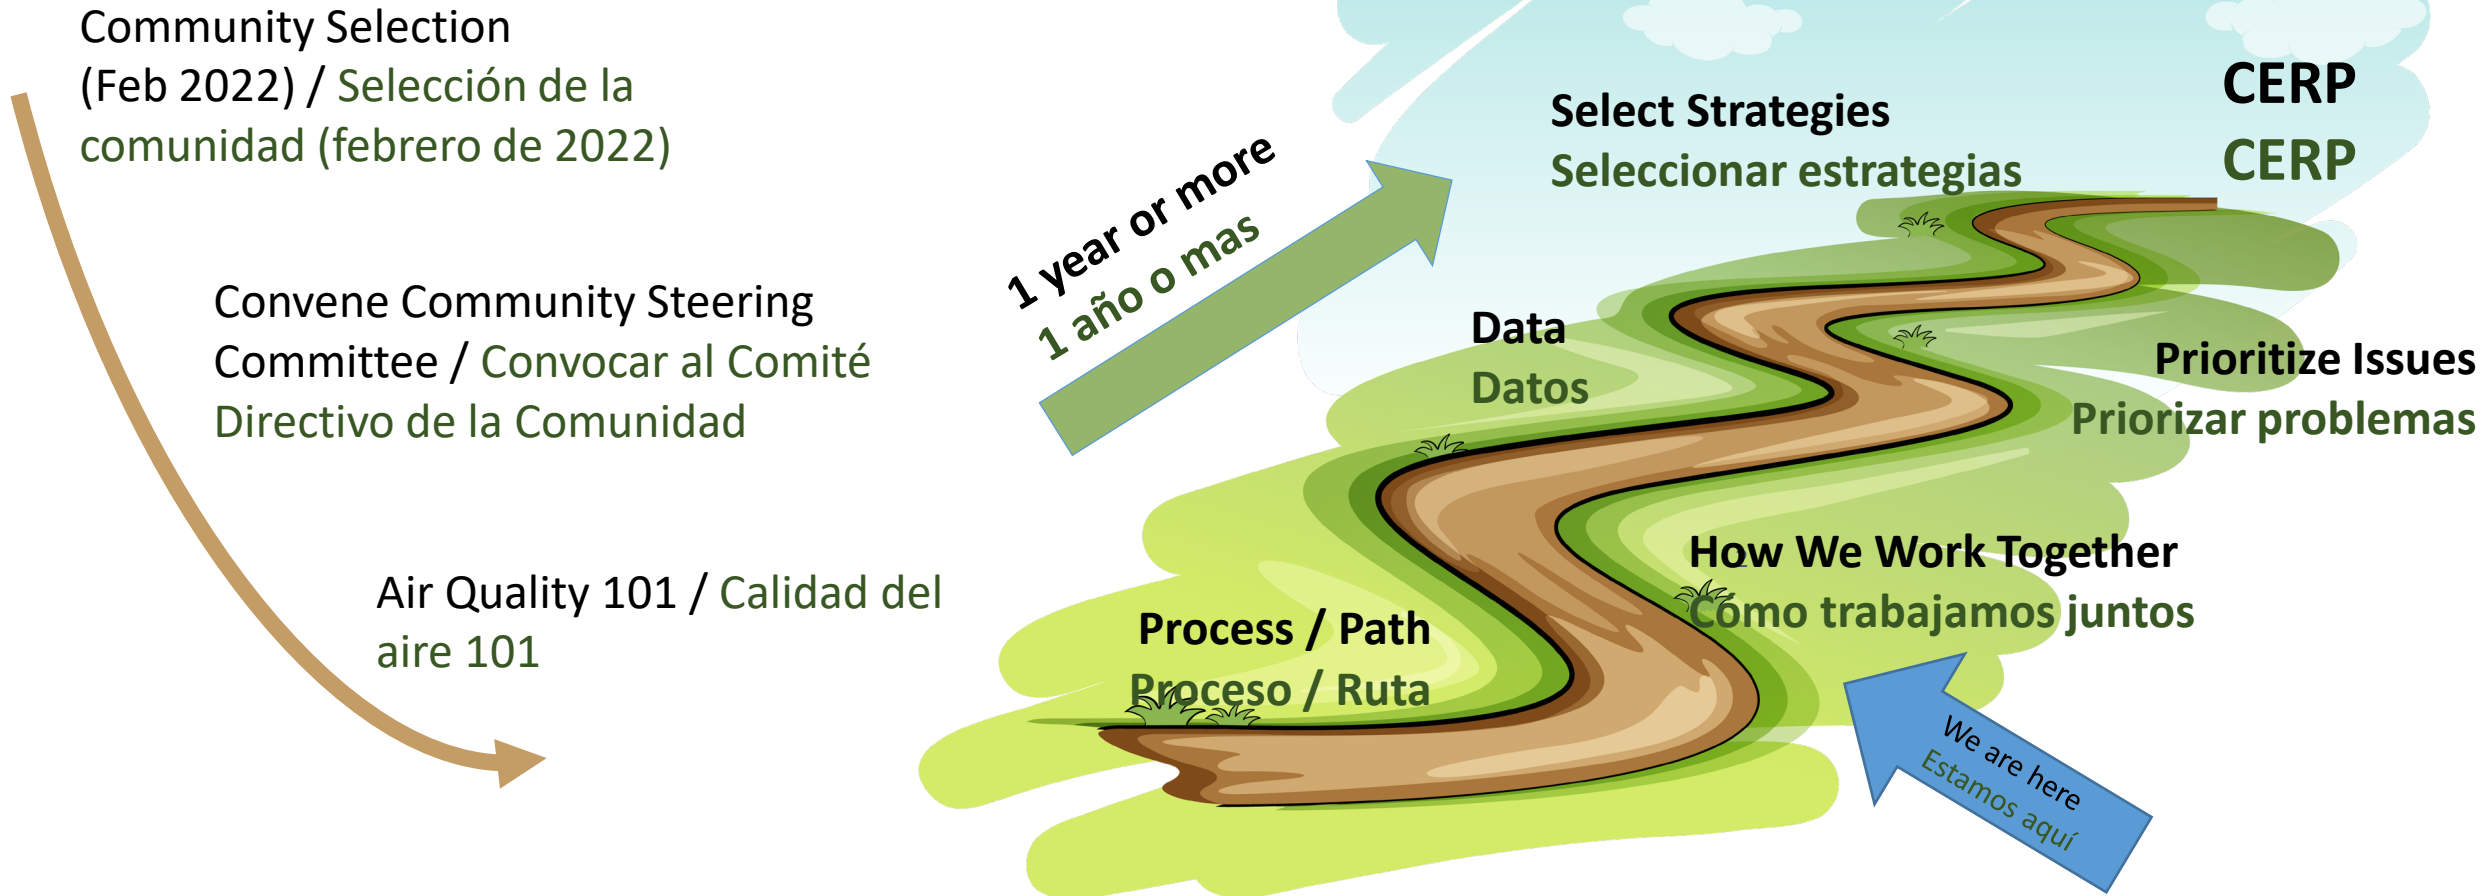 Community Selection
(Feb 2022) / Selección de la
comunidad (febrero de 2022)
Convene Community Steering
Committee / Convocar al Comité
Directivo de la Comunidad
Air Quality 101 / Calidad del
aire 101
1 year or more
1 año o mas
Select Strategies
Seleccionar estrategias
CERP
CERP
Data
Datos
Prioritize Issues
Priorizar problemas
How We Work Together
Cómo trabajamos juntos
Process / Path
Proceso / Ruta
We are here
Estamos aquí